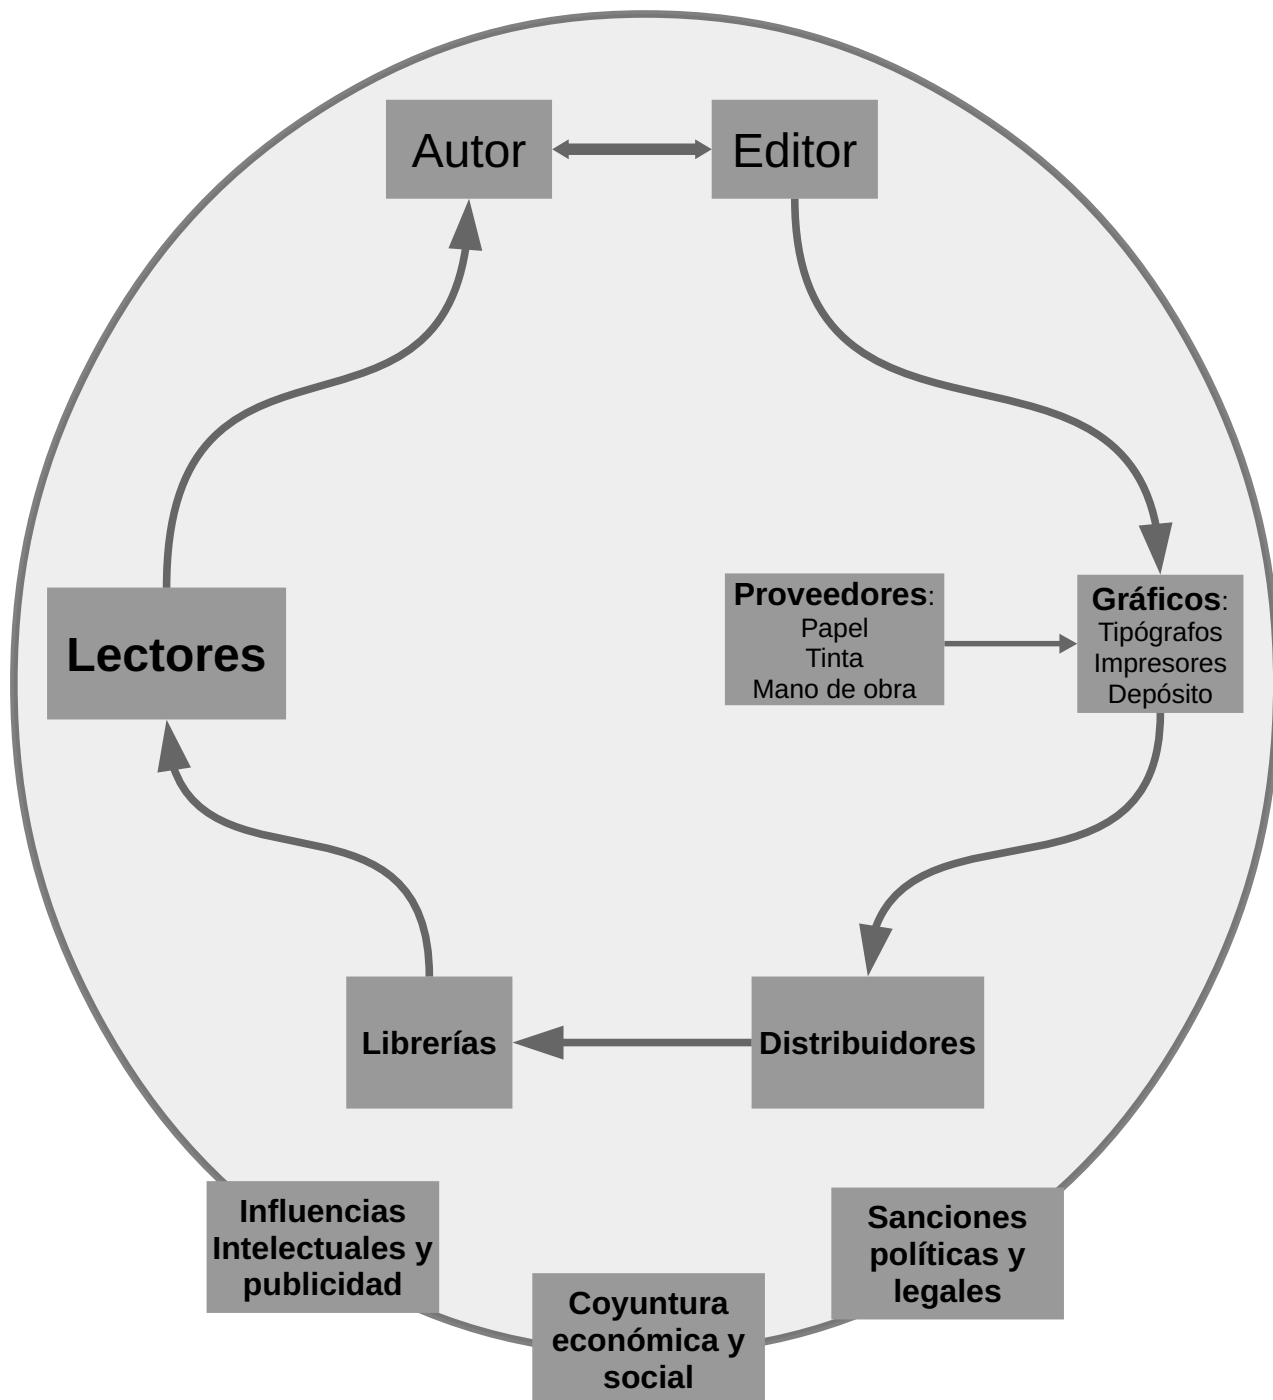 Autor
Editor
Proveedores:
Papel
Tinta
Mano de obra
Gráficos:
Tipógrafos
Impresores
Depósito
Lectores
Librerías
Distribuidores
Influencias
Intelectuales y
publicidad
Coyuntura
económica y
social
Sanciones
políticas y
legales